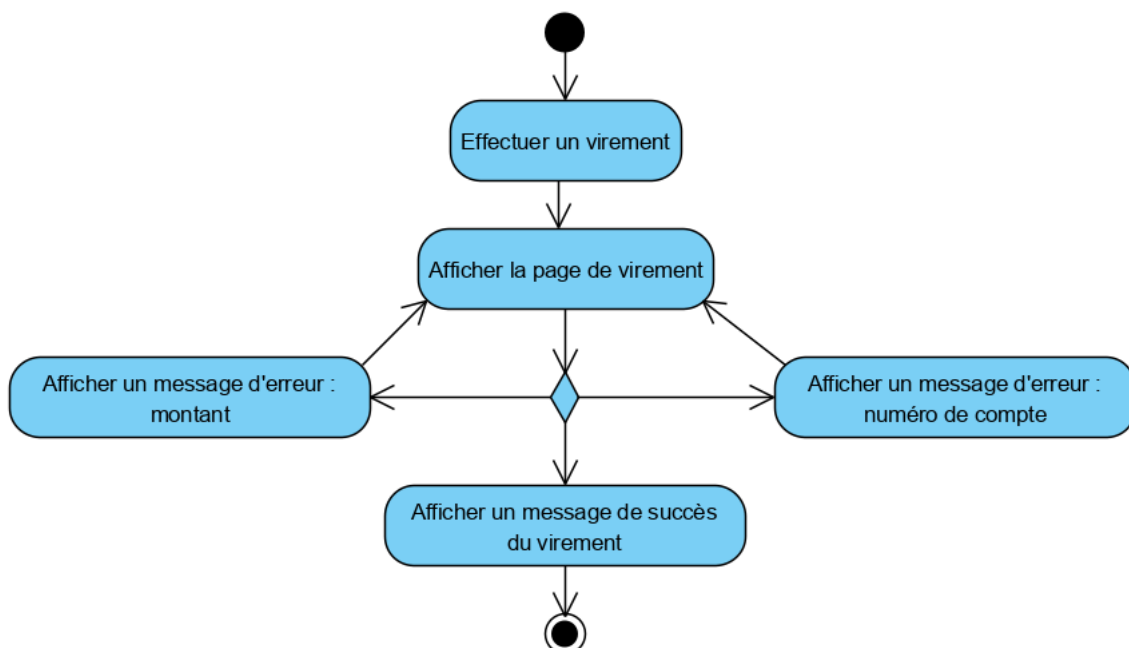 Effectuer un virement
Afficher la page de virement
Afficher un message d'erreur :
montant
Afficher un message d'erreur :
numéro de compte
Afficher un message de succès
du virement